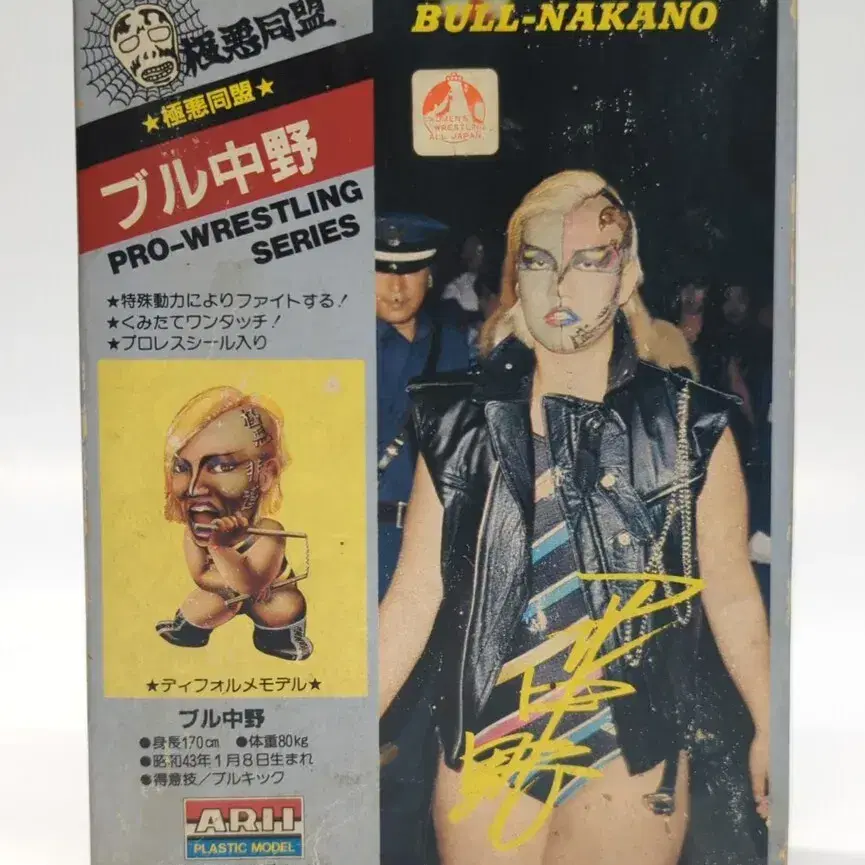 極悪同盟
★極悪同盟★
ブル中野
PRO-WRESTLING
SERIES
★特殊動力によりファイトする！
★くみたてワンタッチ！
★プロレスシール入り
★ディフォルメモデル★
ブル中野
●身長170cm ●体重80kg
●昭和43年1月8日生まれ
●得意技／ブルキック
ARII
PLASTIC MODEL
BULL-NAKANO
WOMEN'S
WRESTLING
ALL JAPAN